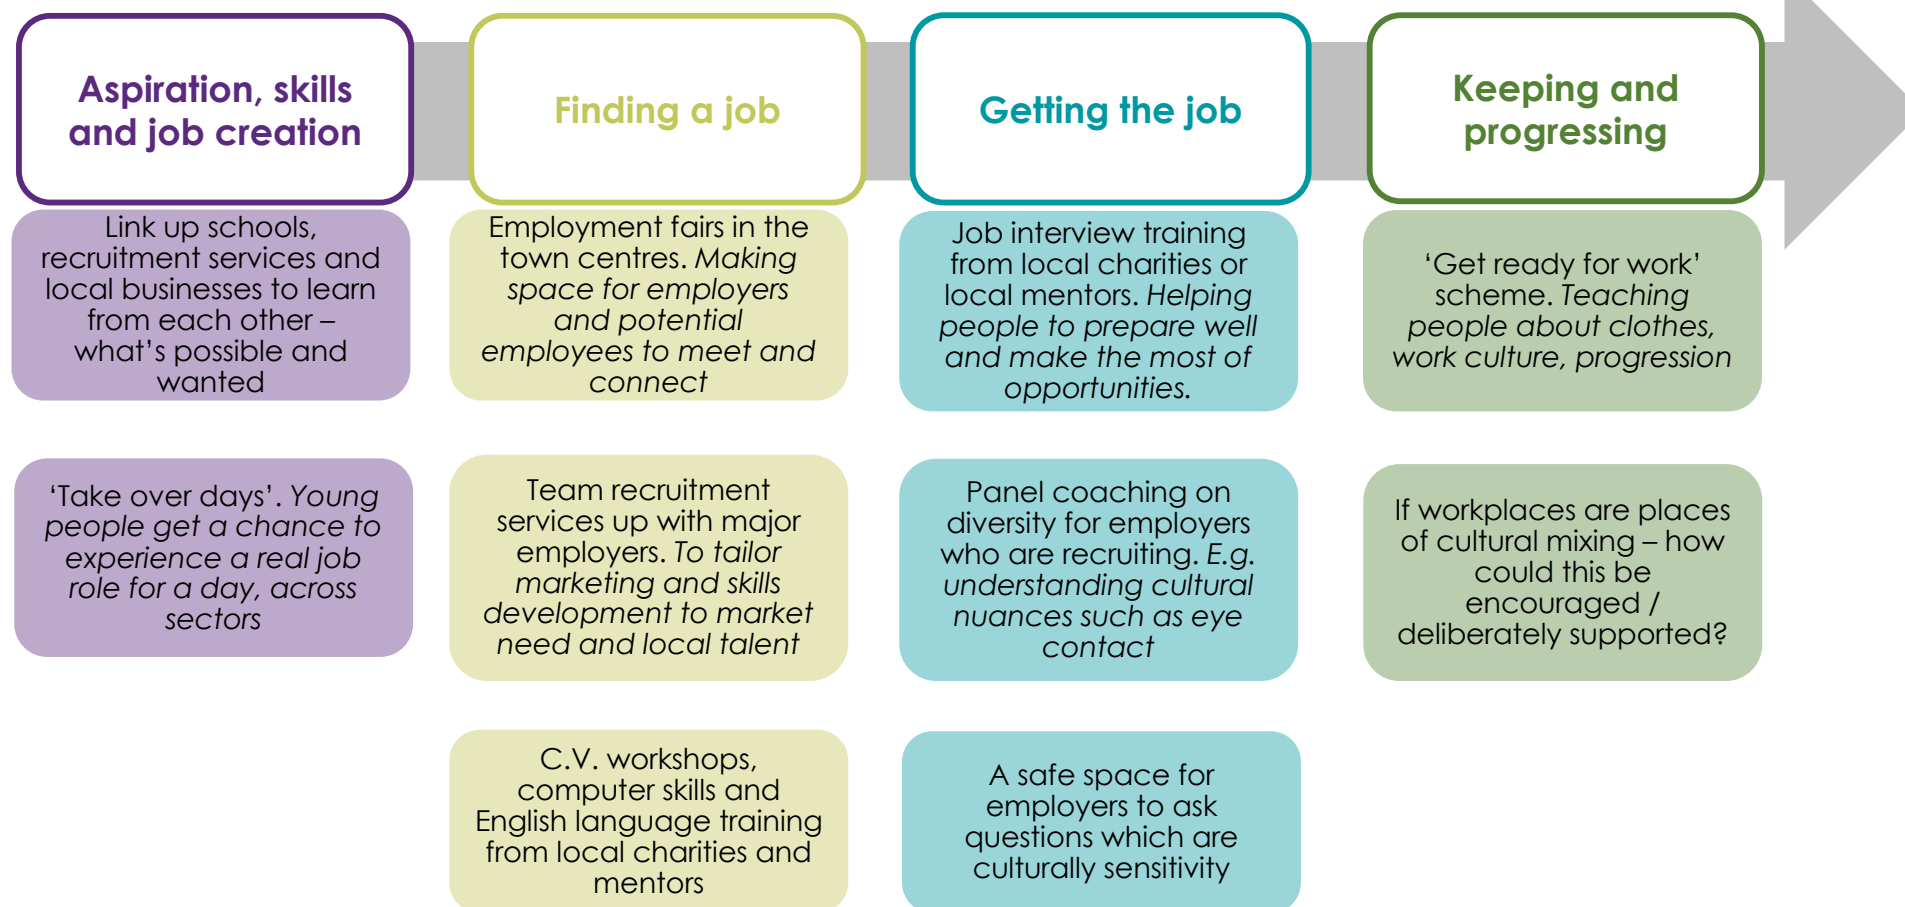 Aspiration, skills
and job creation
Finding a job
Getting the job
Keeping and
progressing
Link up schools,
recruitment services and
local businesses to learn
from each other –
what's possible and
wanted
Employment fairs in the
town centres. Making
space for employers
and potential
employees to meet and
connect
Job interview training
from local charities or
local mentors. Helping
people to prepare well
and make the most of
opportunities.
‘Get ready for work’
scheme. Teaching
people about clothes,
work culture, progression
‘Take over days’. Young
people get a chance to
experience a real job
role for a day, across
sectors
Team recruitment
services up with major
employers. To tailor
marketing and skills
development to market
need and local talent
Panel coaching on
diversity for employers
who are recruiting. E.g.
understanding cultural
nuances such as eye
contact
If workplaces are places
of cultural mixing – how
could this be
encouraged /
deliberately supported?
C.V. workshops,
computer skills and
English language training
from local charities and
mentors
A safe space for
employers to ask
questions which are
culturally sensitivity